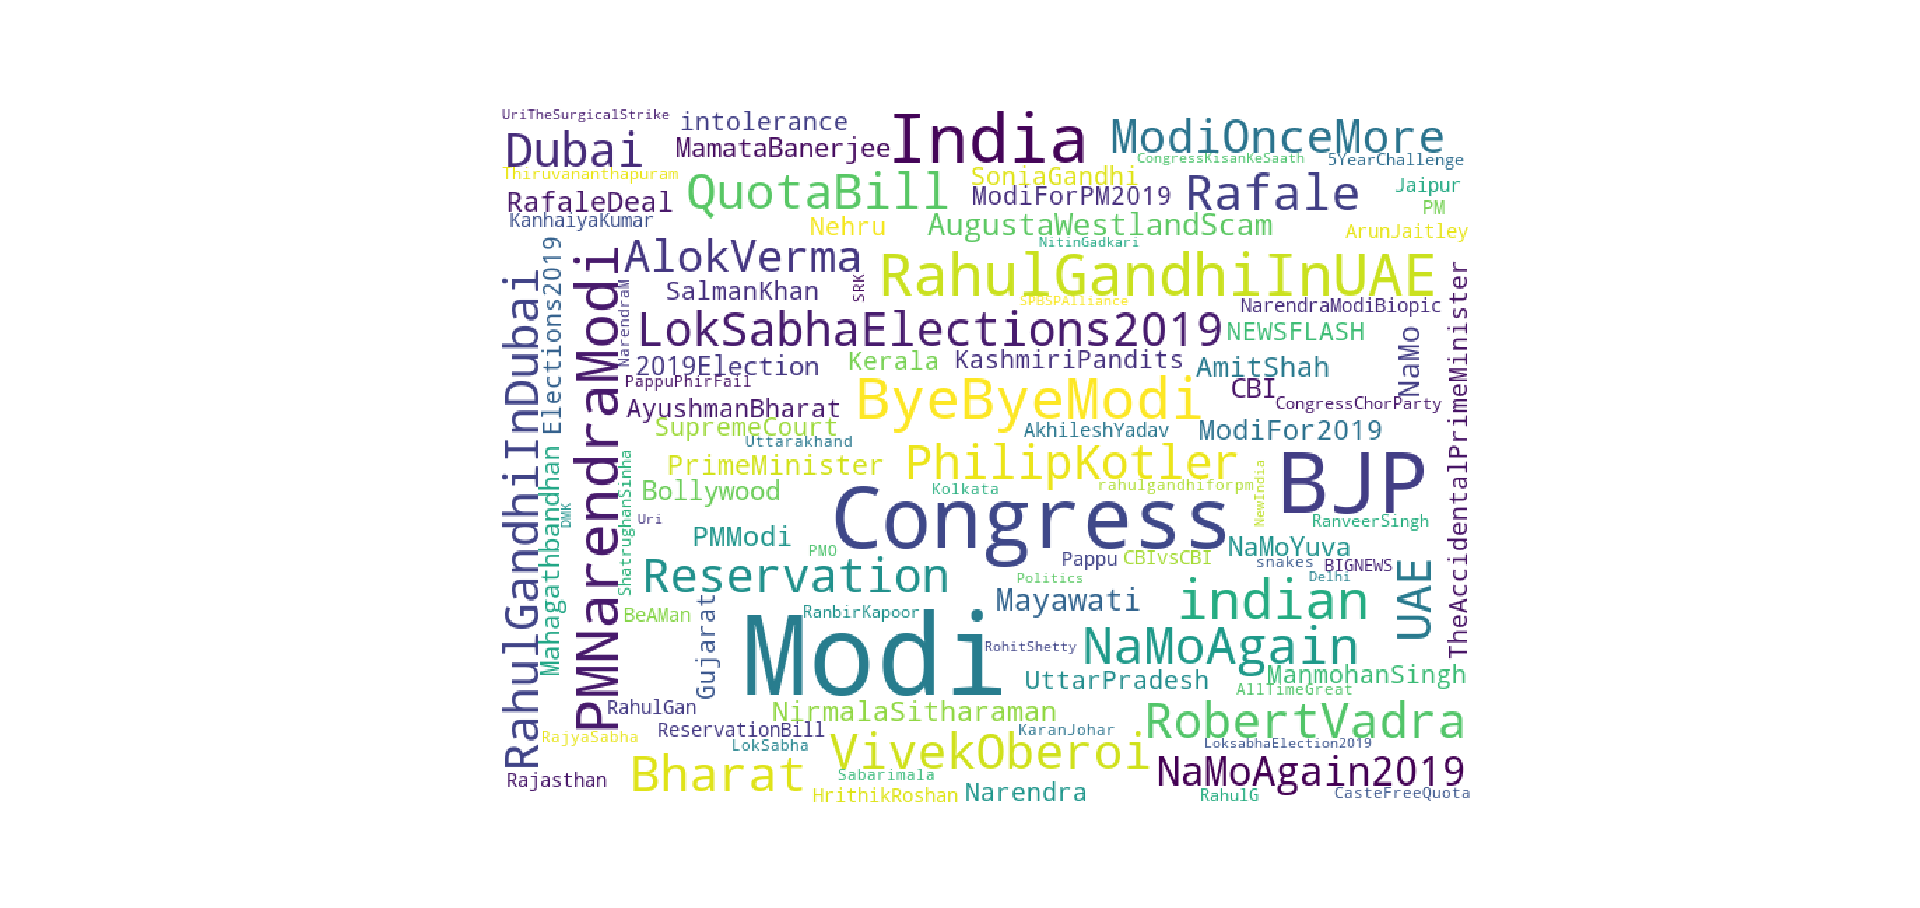 UriTheSurgicalStrike
intolerance
India
ModiOnceMore
Dubai
MamataBanerjee
CongressKisanKeSaath
5YearChallenge
Thiruvananthapuram
QuotaBill
SoniaGandhi
ModiForPM2019
Rafale
Jaipur
PM
RafaleDeal
KanhaiyaKumar
Nehru
AugustaWestlandScam
ArunJaitley
NitinGadkari
AlokVerma
RahulGandhiInUAE
SalmanKhan
SRK
SPBSPAlliance
NarendraModiBiopic
NarendraM
LokSabhaElections2019
NEWSFLASH
NaMo
TheAccidentalPrimeMinister
RahulGandhiInDubai
Elections2019
PMNarendraModi
2019Election
Kerala
KashmiriPandits
AmitShah
PappuPhirFail
ByeByeModi
CBI
CongressChorParty
AyushmanBharat
SupremeCourt
AkhileshYadav
ModiFor2019
Uttarakhand
PrimeMinister
PhilipKotler
BJP
Bollywood
Kolkata
rahulgandhiforpm
NewIndia
Mahagathbandhan
DMK
ShatrughanSinha
Uri
Congress
RanveerSingh
PMModi
PMO
Pappu
CBIvsCBI
NaMoYuva
snakes
BIGNEWS
Reservation
Politics
Delhi
UAE
BeAMan
Gujarat
RanbirKapoor
Mayawati
indian
Modi
RohitShetty
NaMoAgain
UttarPradesh
ManmohanSingh
AllTimeGreat
RahulGan
NirmalaSitharaman
RobertVadra
RajyaSabha
ReservationBill
LokSabha
KaranJohar
VivekOberoi
LoksabhaElection2019
Rajasthan
Bharat
Sabarimala
NaMoAgain2019
HrithikRoshan
Narendra
RahulG
CasteFreeQuota